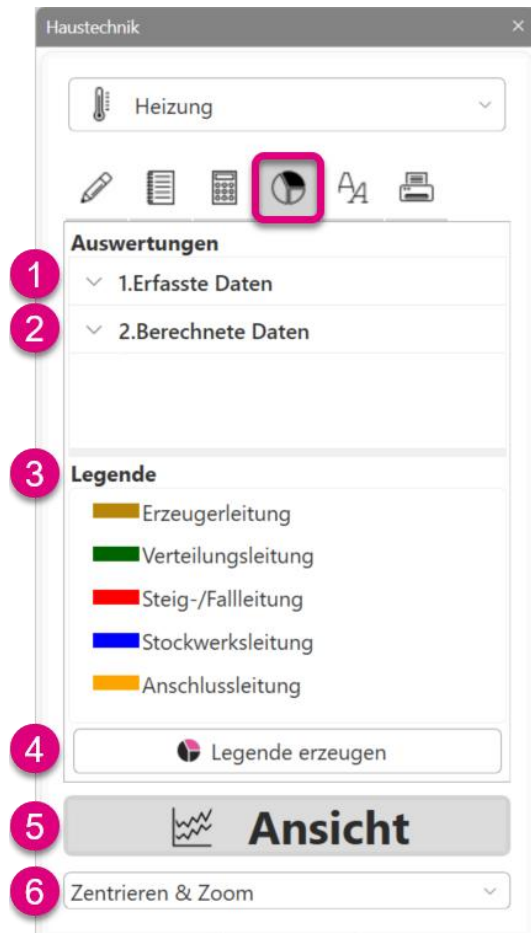 Haustechnik
Heizung
Auswertungen
1 1.Erfasste Daten
2 2.Berechnete Daten
3 Legende
Erzeugerleitung
Verteilungsleitung
Steig-/Fallleitung
Stockwerksleitung
Anschlussleitung
4 Legende erzeugen
5 Ansicht
6 Zentrieren & Zoom